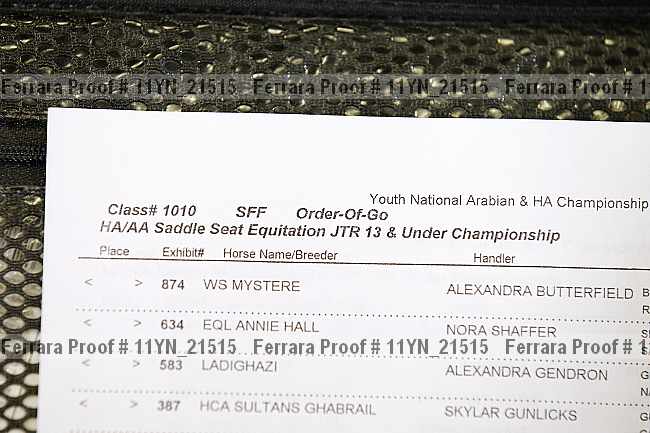 Ferrara Proof # 11YN_21515 Ferrara Proof # 11YN_21515 Ferrara Proof # 11
Youth National Arabian & HA Championship
Class# 1010 SFF Order-Of-Go
HA/AA Saddle Seat Equitation JTR 13 & Under Championship
Place Exhibit# Horse Name/Breeder Handler
< > 874 WS MYSTERE ALEXANDRA BUTTERFIELD B
R
< > 634 EQL ANNIE HALL NORA SHAFFER
Ferrara Proof # 11YN_21515 Ferrara Proof # 11YN_21515 Ferrara Proof # 11
< > 583 LADIGHAZI ALEXANDRA GENDRON G
NA
< > 387 HCA SULTANS GHABRAIL SKYLAR GUNLICKS